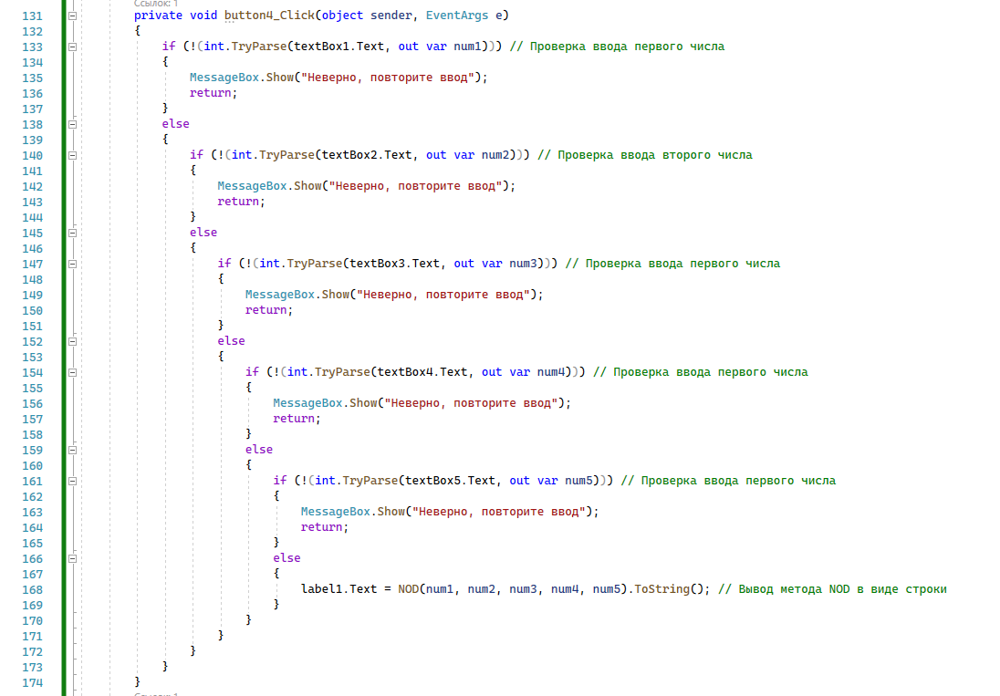 Ссылок: 1
131 private void button4_Click(object sender, EventArgs e)
132 {
133 if (!(int.TryParse(textBox1.Text, out var num1))) // Проверка ввода первого числа
134 {
135 MessageBox.Show("Неверно, повторите ввод");
136 return;
137 }
138 else
139 {
140 if (!(int.TryParse(textBox2.Text, out var num2))) // Проверка ввода второго числа
141 {
142 MessageBox.Show("Неверно, повторите ввод");
143 return;
144 }
145 else
146 {
147 if (!(int.TryParse(textBox3.Text, out var num3))) // Проверка ввода первого числа
148 {
149 MessageBox.Show("Неверно, повторите ввод");
150 return;
151 }
152 else
153 {
154 if (!(int.TryParse(textBox4.Text, out var num4))) // Проверка ввода первого числа
155 {
156 MessageBox.Show("Неверно, повторите ввод");
157 return;
158 }
159 else
160 {
161 if (!(int.TryParse(textBox5.Text, out var num5))) // Проверка ввода первого числа
162 {
163 MessageBox.Show("Неверно, повторите ввод");
164 return;
165 }
166 else
167 {
168 label1.Text = NOD(num1, num2, num3, num4, num5).ToString(); // Вывод метода NOD в виде строки
169 }
170 }
171 }
172 }
173 }
174 }
Ссылок: 1